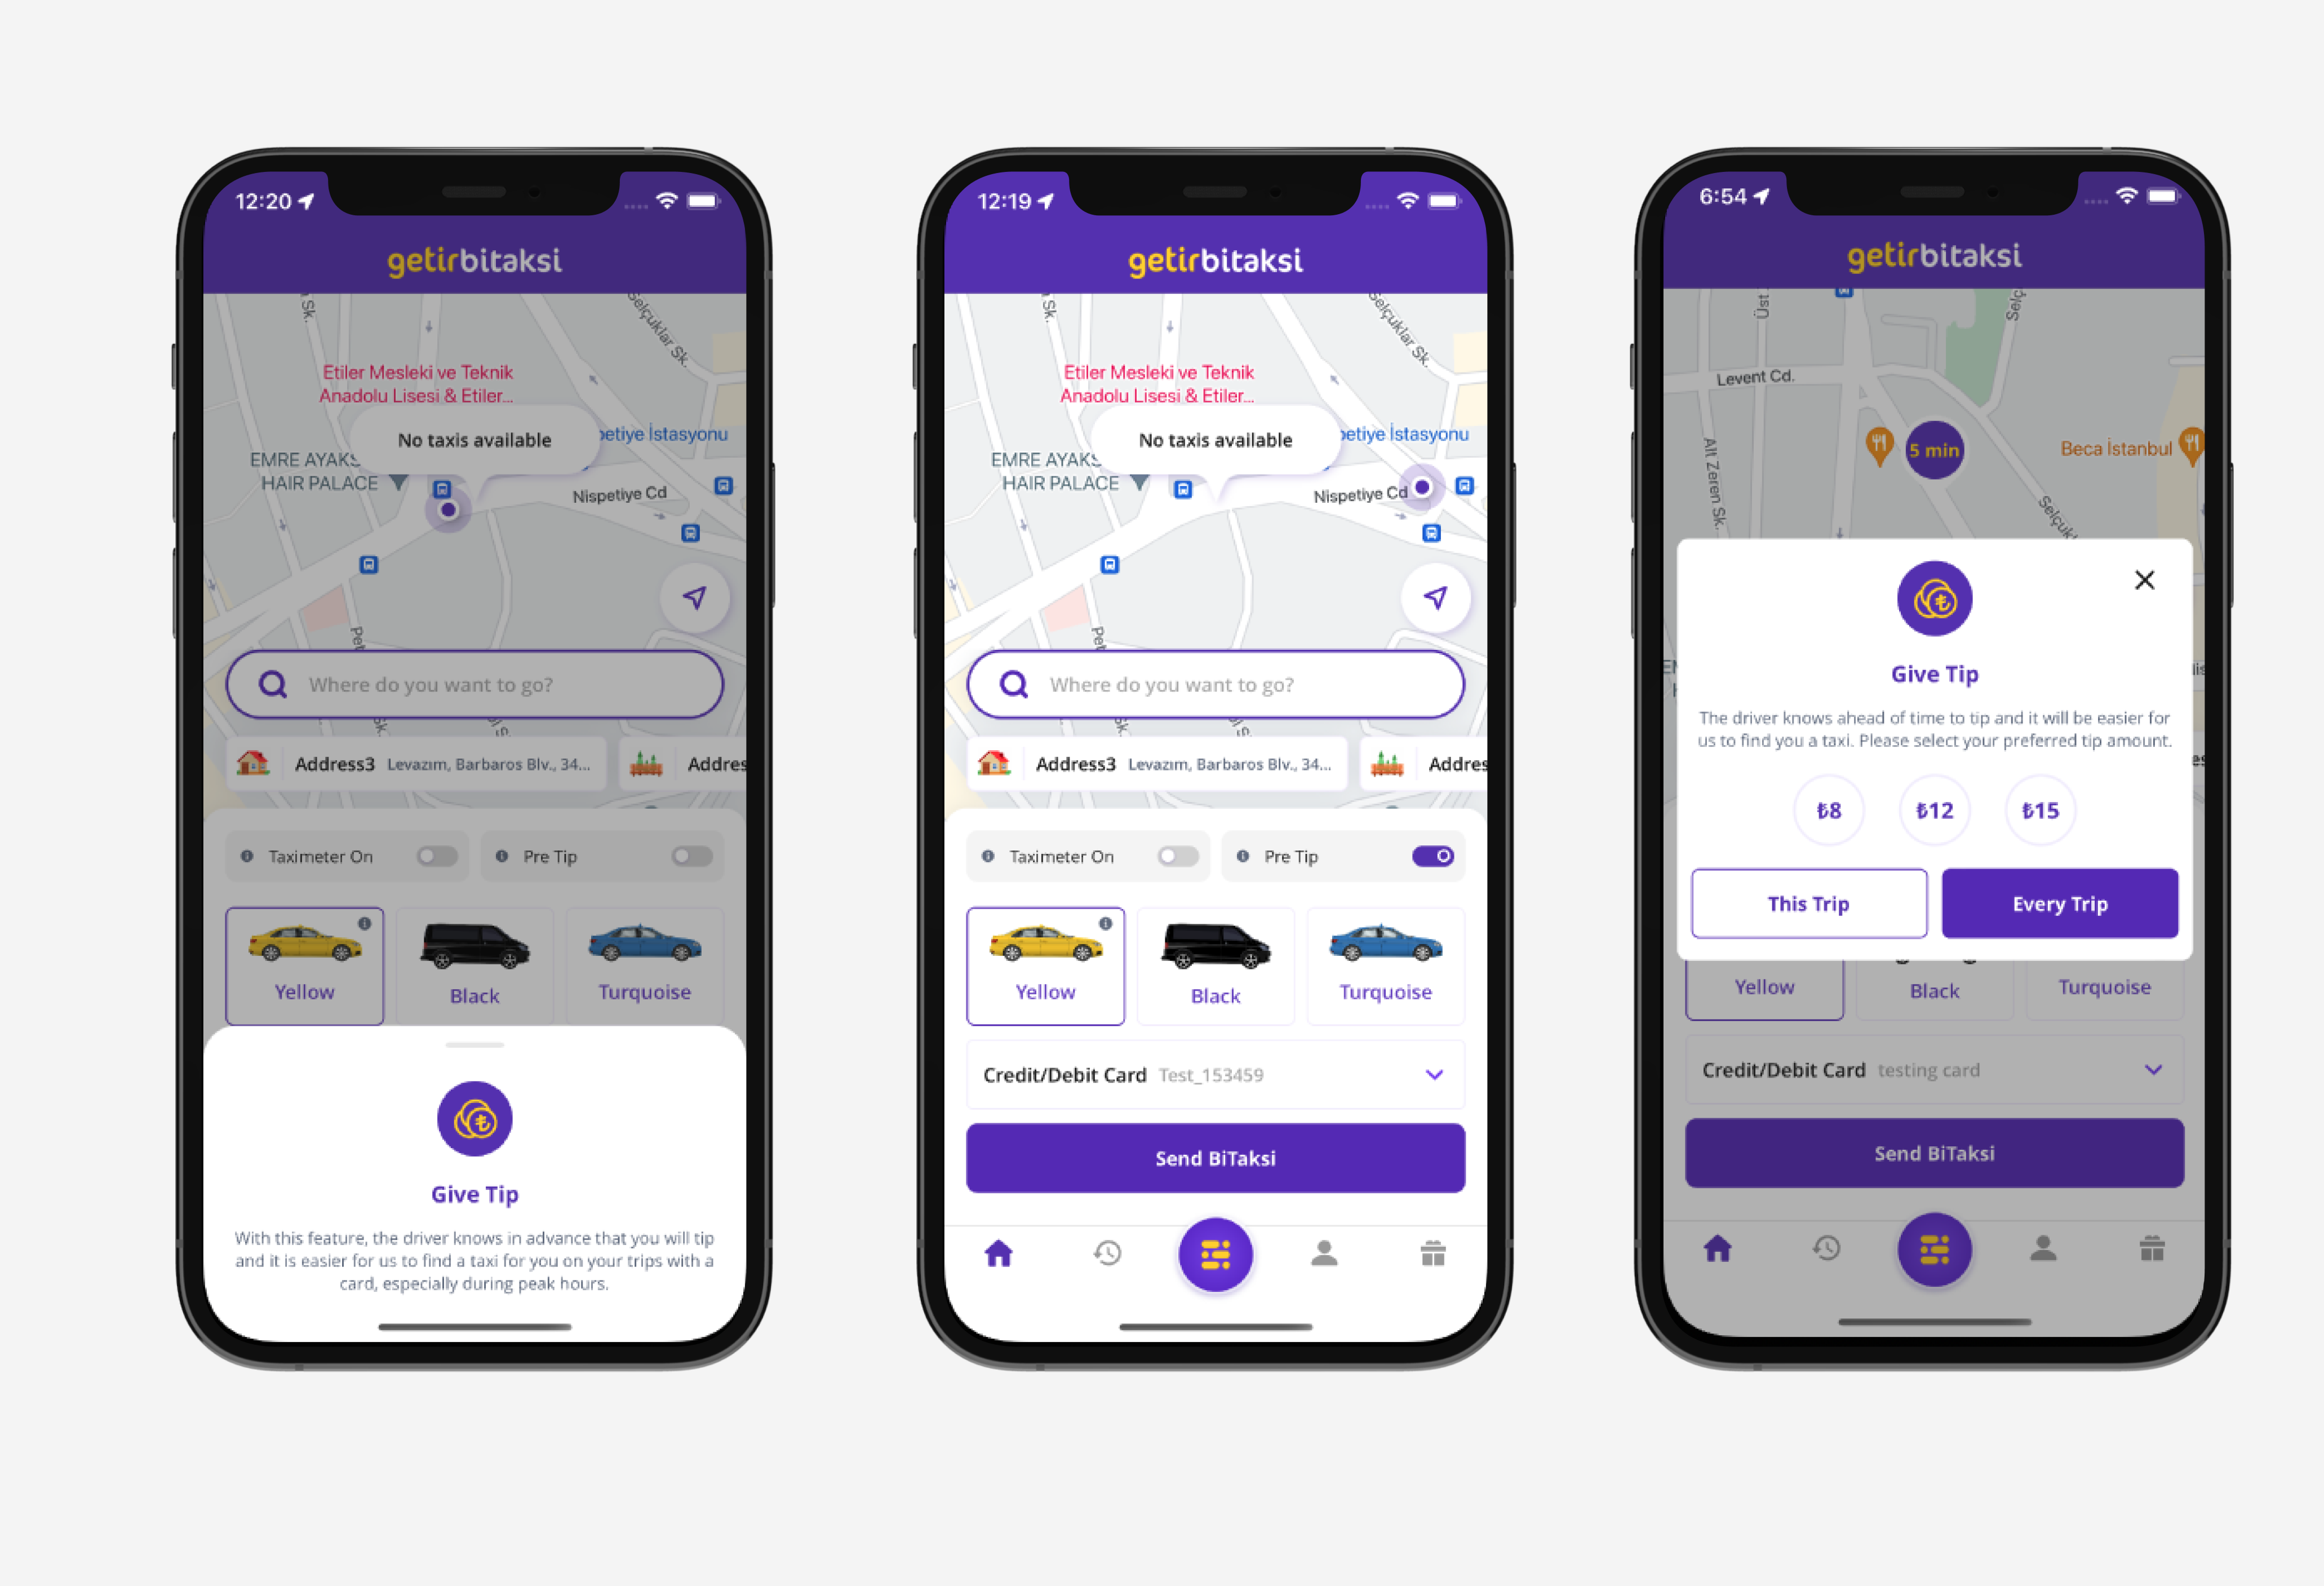 12:20
getirbitaksi
Sk.
Selçuklar Sk.
Etiler Mesleki ve Teknik
Anadolu Lisesi & Etiler...
No taxis available
petiye İstasyonu
EMRE AYAKS
HAIR PALACE
Nispetiye Cd
Pet
Where do you want to go?
Sk.
Address3 Levazım, Barbaros Blv., 34...
Addres
Taximeter On
Pre Tip
Yellow
Black
Turquoise
Give Tip
With this feature, the driver knows in advance that you will tip
and it is easier for us to find a taxi for you on your trips with a
card, especially during peak hours.
12:19
getirbitaksi
Sk.
Selçuklar Sk.
Etiler Mesleki ve Teknik
Anadolu Lisesi & Etiler...
No taxis available
petiye İstasyonu
EMRE AYAKS
HAIR PALACE
Nispetiye Cd
Pet
Where do you want to go?
Sk.
Address3 Levazım, Barbaros Blv., 34...
Addres
Taximeter On
Pre Tip
Yellow
Black
Turquoise
Credit/Debit Card Test_153459
Send BiTaksi
6:54
getirbitaksi
Üst
Selç
Levent Cd.
5 min
Beca İstanbul
Alt Zeren Sk.
Selçukl
Give Tip
The driver knows ahead of time to tip and it will be easier for
us to find you a taxi. Please select your preferred tip amount.
₺8
₺12
₺15
This Trip
Every Trip
Yellow
Black
Turquoise
Credit/Debit Card testing card
Send BiTaksi